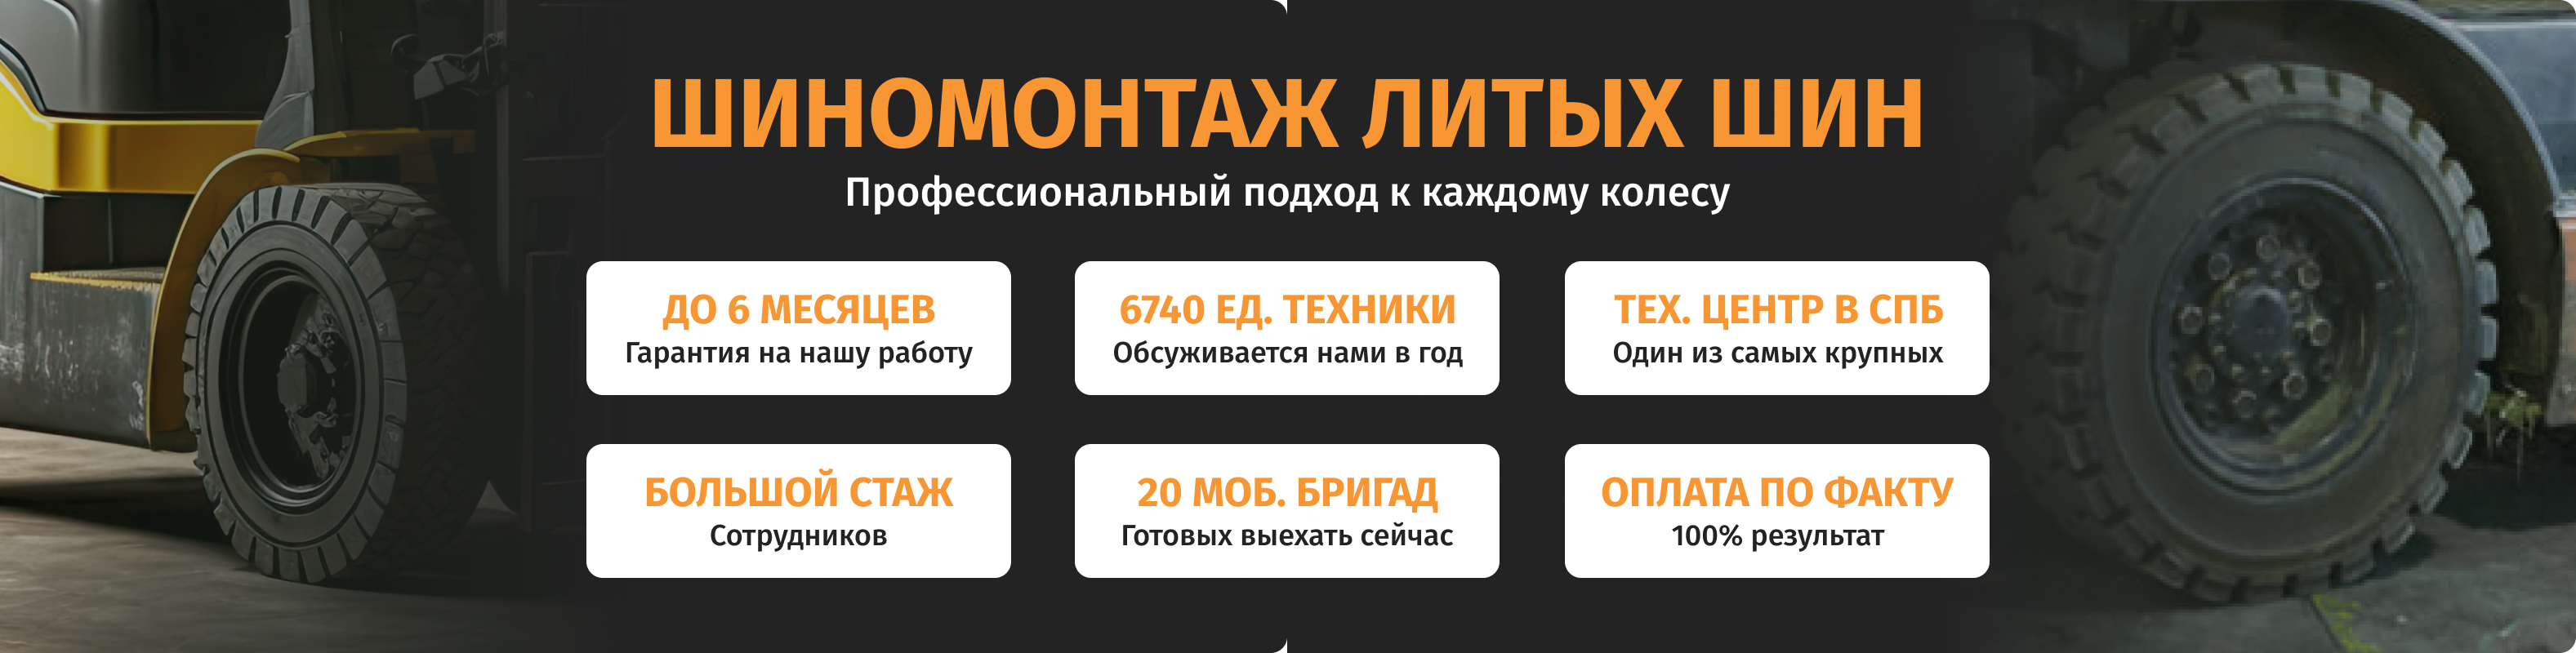 ШИНОМОНТАЖ ЛИТЫХ ШИН
Профессиональный подход к каждому колесу
ДО 6 МЕСЯЦЕВ
Гарантия на нашу работу
6740 ЕД. ТЕХНИКИ
Обсуживается нами в год
ТЕХ. ЦЕНТР В СПБ
Один из самых крупных
БОЛЬШОЙ СТАЖ
Сотрудников
20 МОБ. БРИГАД
Готовых выехать сейчас
ОПЛАТА ПО ФАКТУ
100% результат